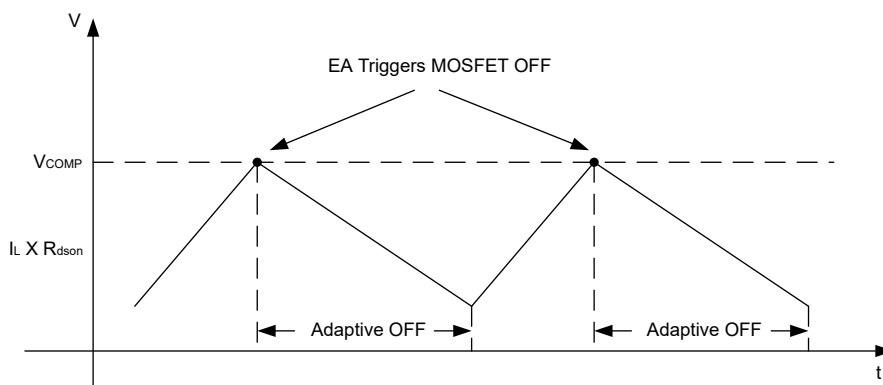 V
EA Triggers MOSFET OFF
VCOMP
IL X Rdson
Adaptive OFF
Adaptive OFF
t